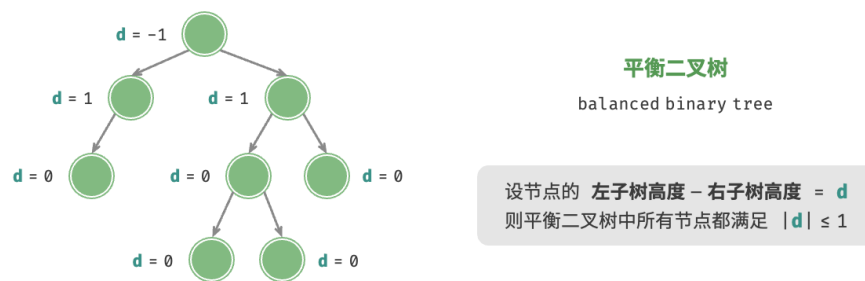 d = -1
d = 1
d = 1
d = 0
d = 0
d = 0
d = 0
d = 0
平衡二叉树
balanced binary tree
设节点的 左子树高度 – 右子树高度 = d
则平衡二叉树中所有节点都满足 |d| ≤ 1